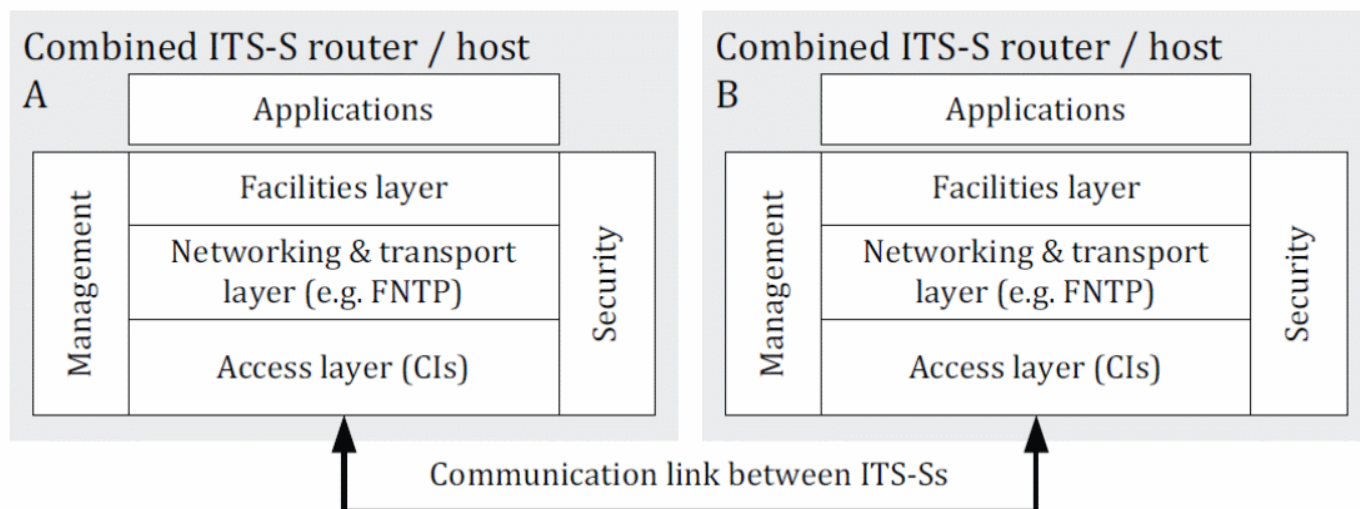 Combined ITS-S router / host
A
Applications
Management
Facilities layer
Networking & transport
layer (e.g. FNTP)
Access layer (CIs)
Security
Combined ITS-S router / host
B
Applications
Management
Facilities layer
Networking & transport
layer (e.g. FNTP)
Access layer (CIs)
Security
Communication link between ITS-Ss